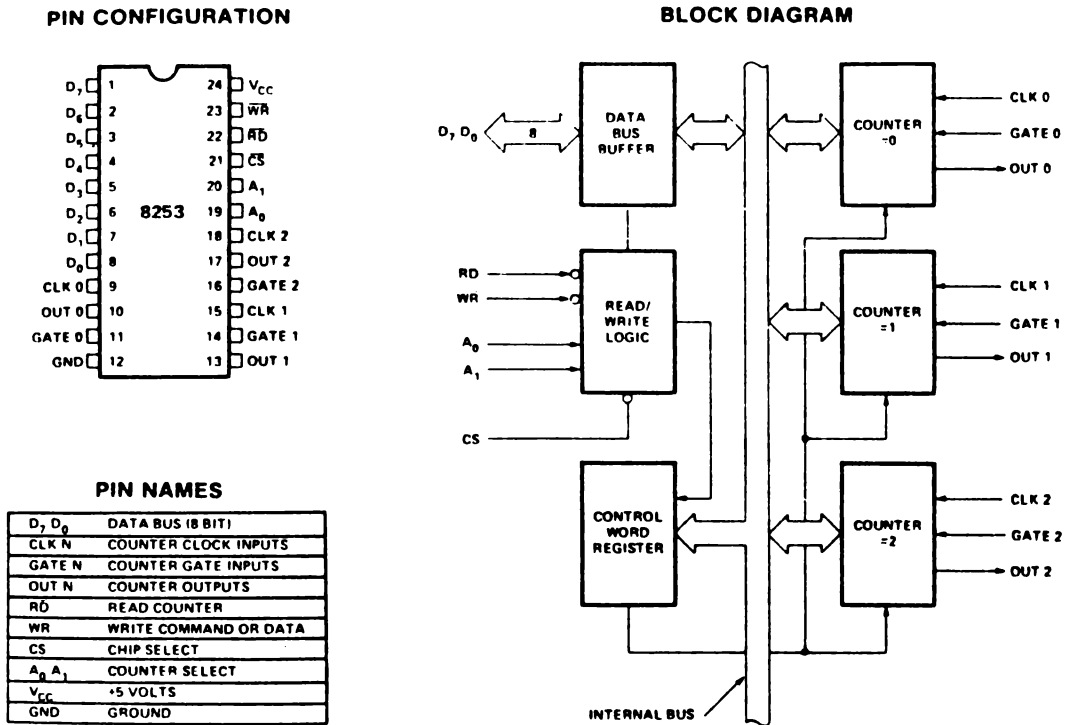 PIN CONFIGURATION
D7 1
D6 2
D5 3
D4 4
D3 5
D2 6
D1 7
D0 8
CLK 0 9
OUT 0 10
GATE 0 11
GND 12
8253
24 VCC
23 WR
22 RD
21 CS
20 A1
19 A0
18 CLK 2
17 OUT 2
16 GATE 2
15 CLK 1
14 GATE 1
13 OUT 1
PIN NAMES
D7 D0 DATA BUS (8 BIT)
CLK N COUNTER CLOCK INPUTS
GATE N COUNTER GATE INPUTS
OUT N COUNTER OUTPUTS
RD READ COUNTER
WR WRITE COMMAND OR DATA
CS CHIP SELECT
A0 A1 COUNTER SELECT
VCC +5 VOLTS
GND GROUND
BLOCK DIAGRAM
D7 D0
8
DATA
BUS
BUFFER
RD
WR
A0
A1
CS
READ/
WRITE
LOGIC
CONTROL
WORD
REGISTER
INTERNAL BUS
COUNTER
=0
CLK 0
GATE 0
OUT 0
COUNTER
=1
CLK 1
GATE 1
OUT 1
COUNTER
=2
CLK 2
GATE 2
OUT 2